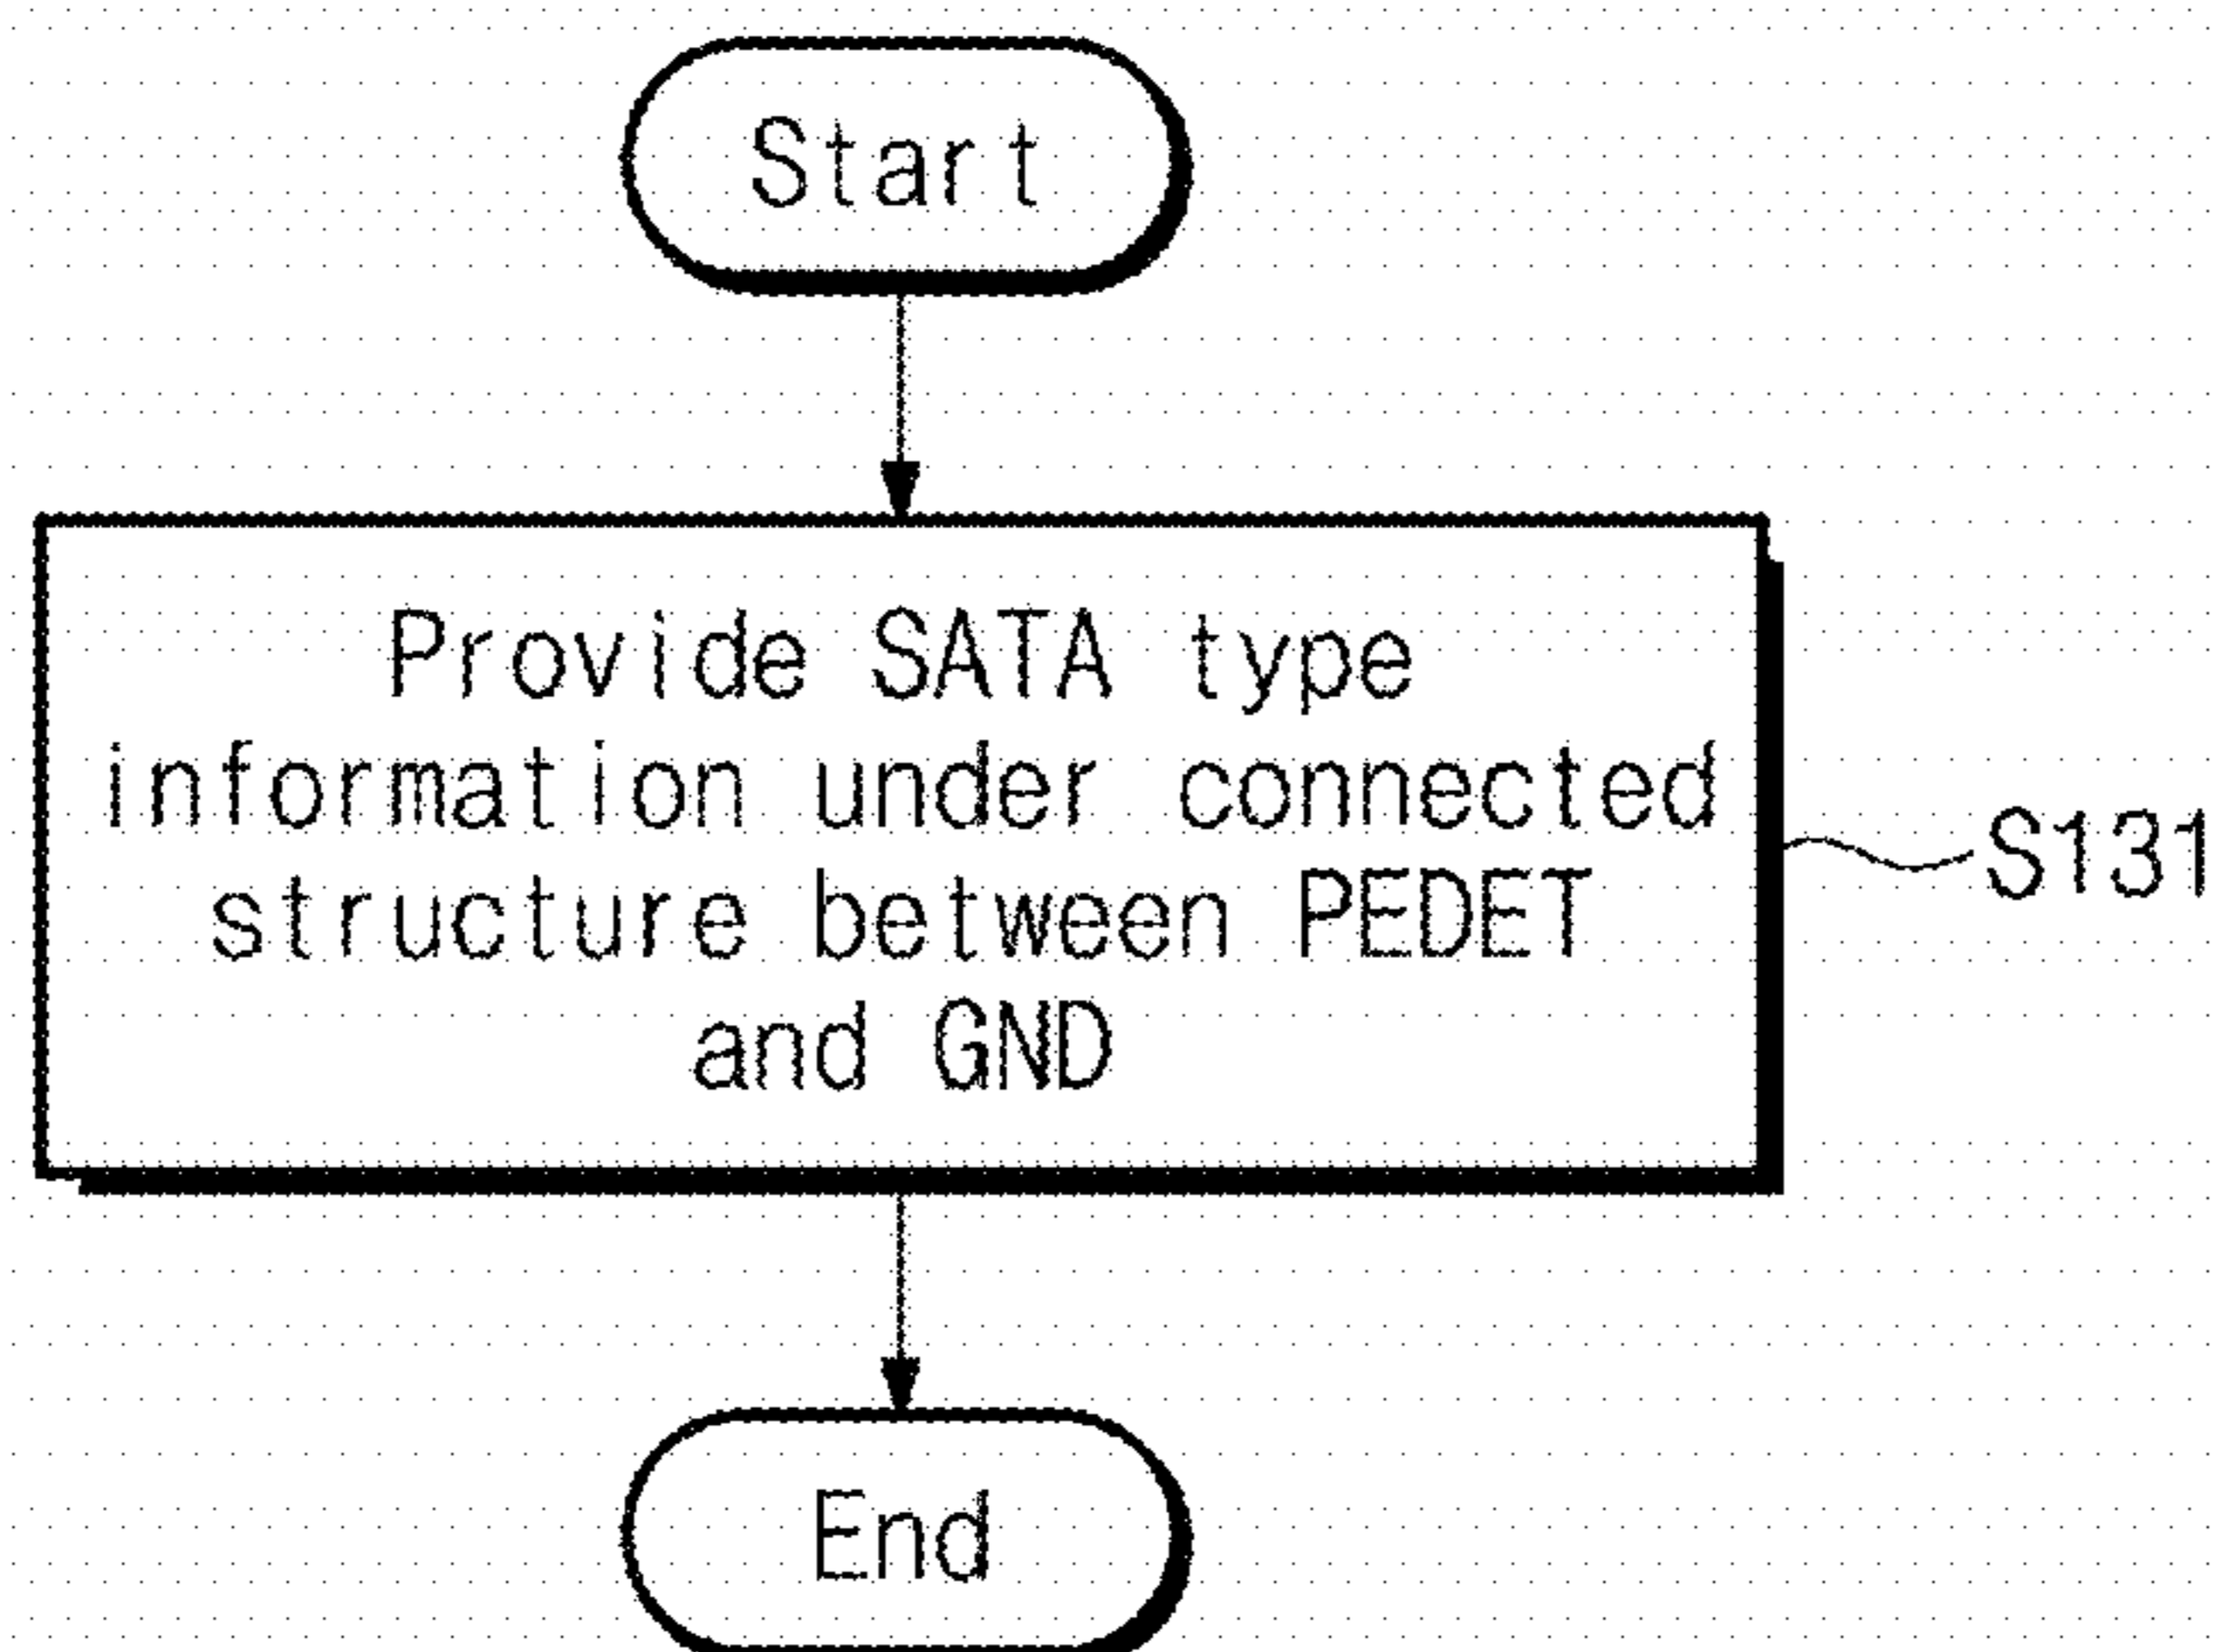 Start
Provide SATA type
information under connected
structure between PEDET
and GND
S131
End